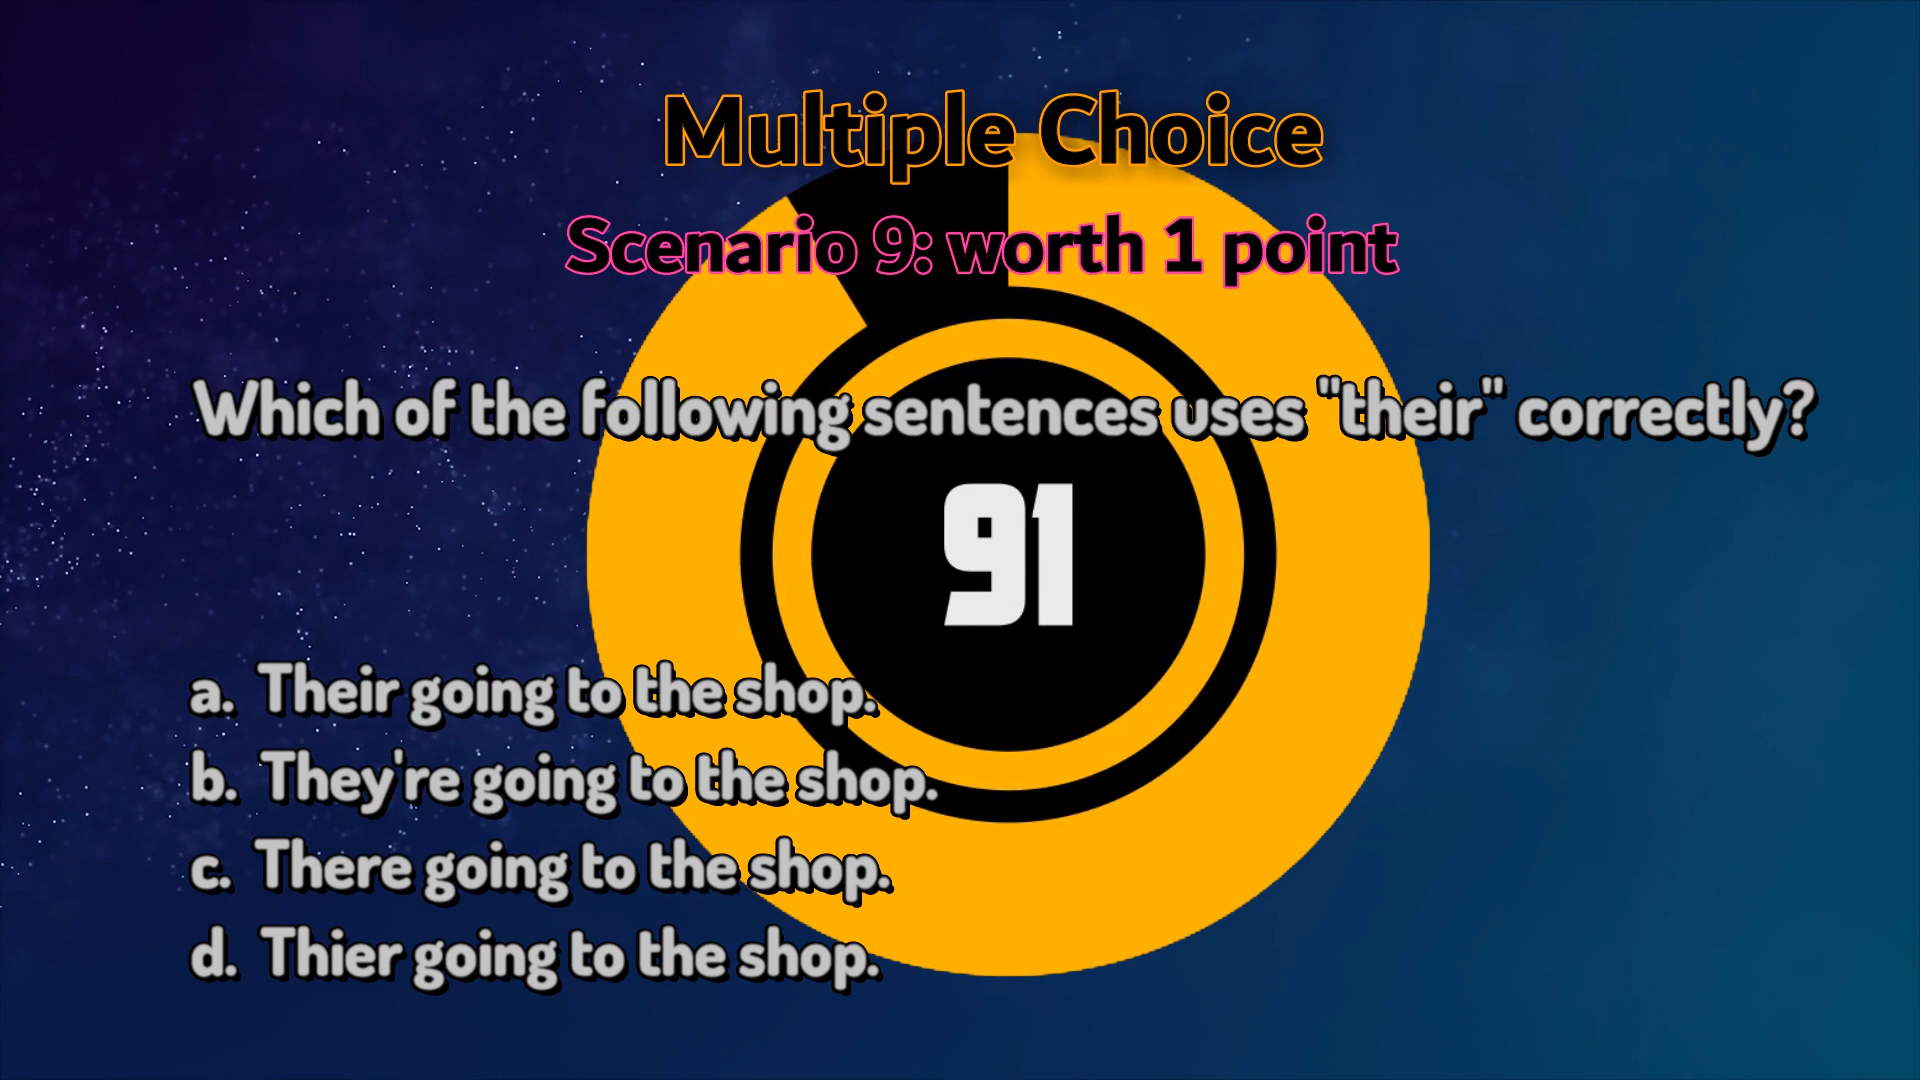 Multiple Choice
Scenario 9: worth 1 point
Which of the following sentences uses "their" correctly?
91
a. Their going to the shop.
b. They're going to the shop.
c. There going to the shop.
d. Thier going to the shop.